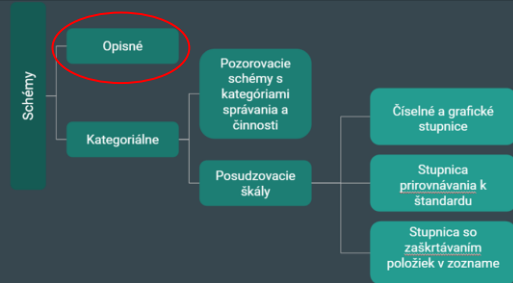 Schémy
Opisné
Kategoriálne
Pozorovacie
schémy s
kategóriami
správania a
činnosti
Posudzovacie
škály
Číselné a grafické
stupnice
Stupnica
prirovnávania k
štandardu
Stupnica so
zaškrtávaním
položiek v zozname